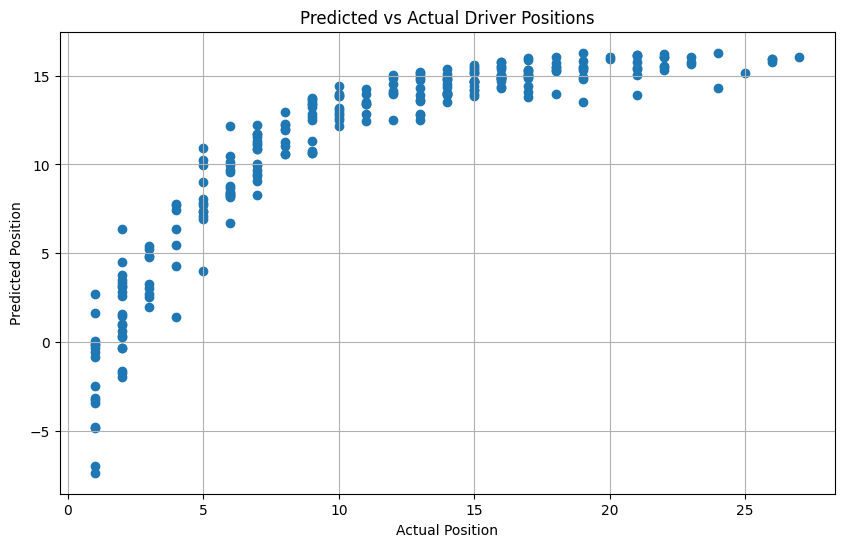 Predicted vs Actual Driver Positions
Predicted Position
15
10
5
0
−5
0 5 10 15 20 25
Actual Position